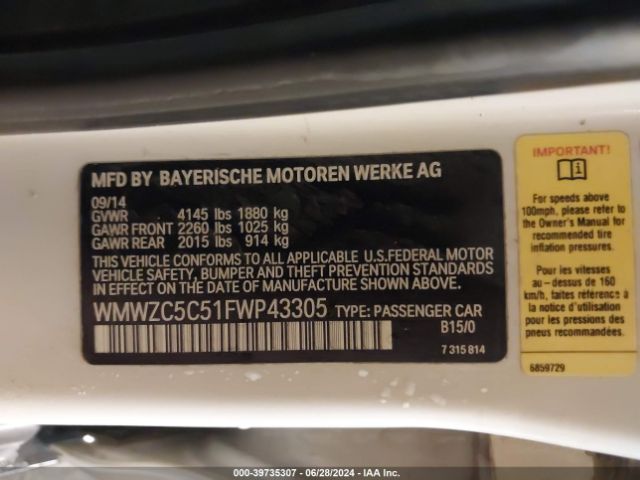 MFD BY BAYERISCHE MOTOREN WERKE AG
09/14
GVWR 4145 lbs 1880 kg
GAWR FRONT 2260 lbs 1025 kg
GAWR REAR 2015 lbs 914 kg
THIS VEHICLE CONFORMS TO ALL APPLICABLE U.S.FEDERAL MOTOR
VEHICLE SAFETY, BUMPER AND THEFT PREVENTION STANDARDS
IN EFFECT ON THE DATE OF MANUFACTURE SHOWN ABOVE.
WMWZC5C51FWP43305 TYPE: PASSENGER CAR
B15/0
7 315 814
IMPORTANT!
For speeds above
100mph, please refer to
the Owner's Manual for
recommended tire
inflation pressures.
Pour les vitesses
au – dessus de 160
km/h, référence à
la notice d'utilisation
pour des pressions des
pneus recommandées.
6859729
000-39735307 | 06/28/2024 | IAA Inc.